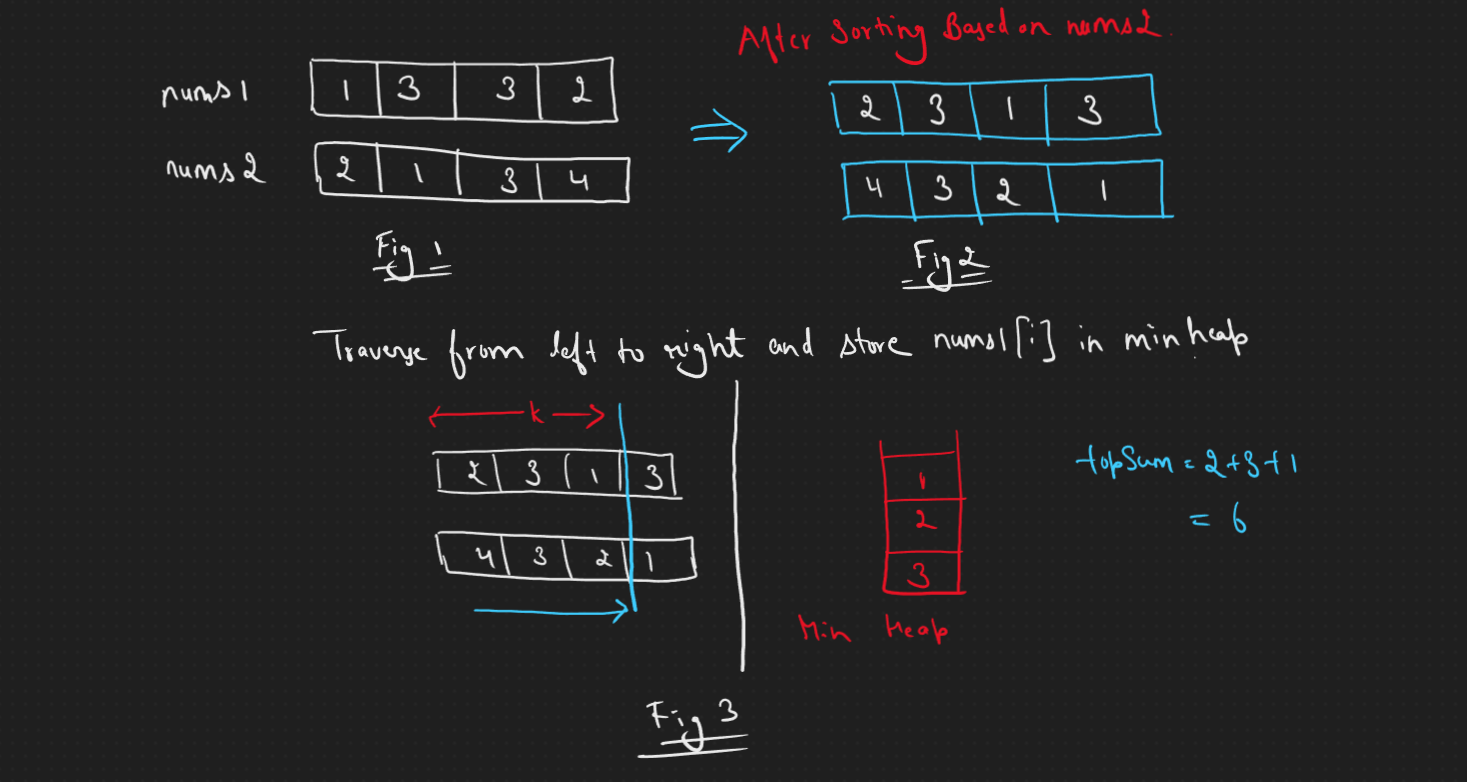 After Sorting Based on nums2.
nums1 1 3 3 2
2 3 1 3
nums2 2 1 3 4
4 3 2 1
Fig 1
Fig 2
Traverse from left to right and store nums1[i] in min heap
k
2 3 1 3
4 3 2 1
1
2
3
Min Heap
topSum = 2+3+1
= 6
Fig 3